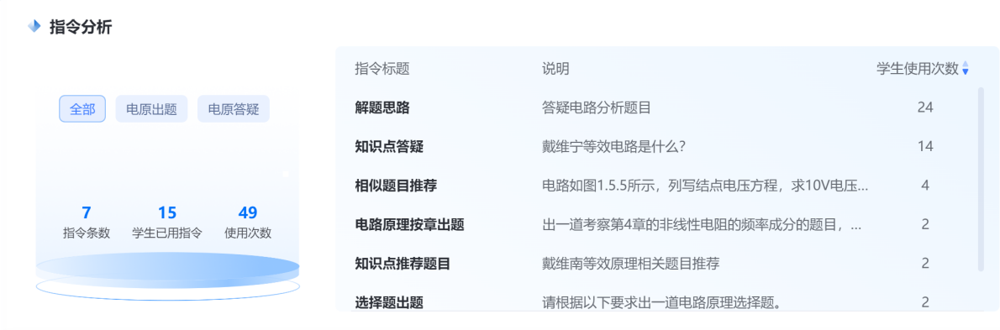 指令分析
全部 电原出题 电原答疑
7 15 49
指令条数 学生已用指令 使用次数
指令标题 说明 学生使用次数
解题思路 答疑电路分析题目 24
知识点答疑 戴维宁等效电路是什么? 14
相似题目推荐 电路如图1.5.5所示，列写结点电压方程，求10V电压... 4
电路原理按章出题 出一道考察第4章的非线性电阻的频率成分的题目，... 2
知识点推荐题目 戴维南等效原理相关题目推荐 2
选择题出题 请根据以下要求出一道电路原理选择题。 2